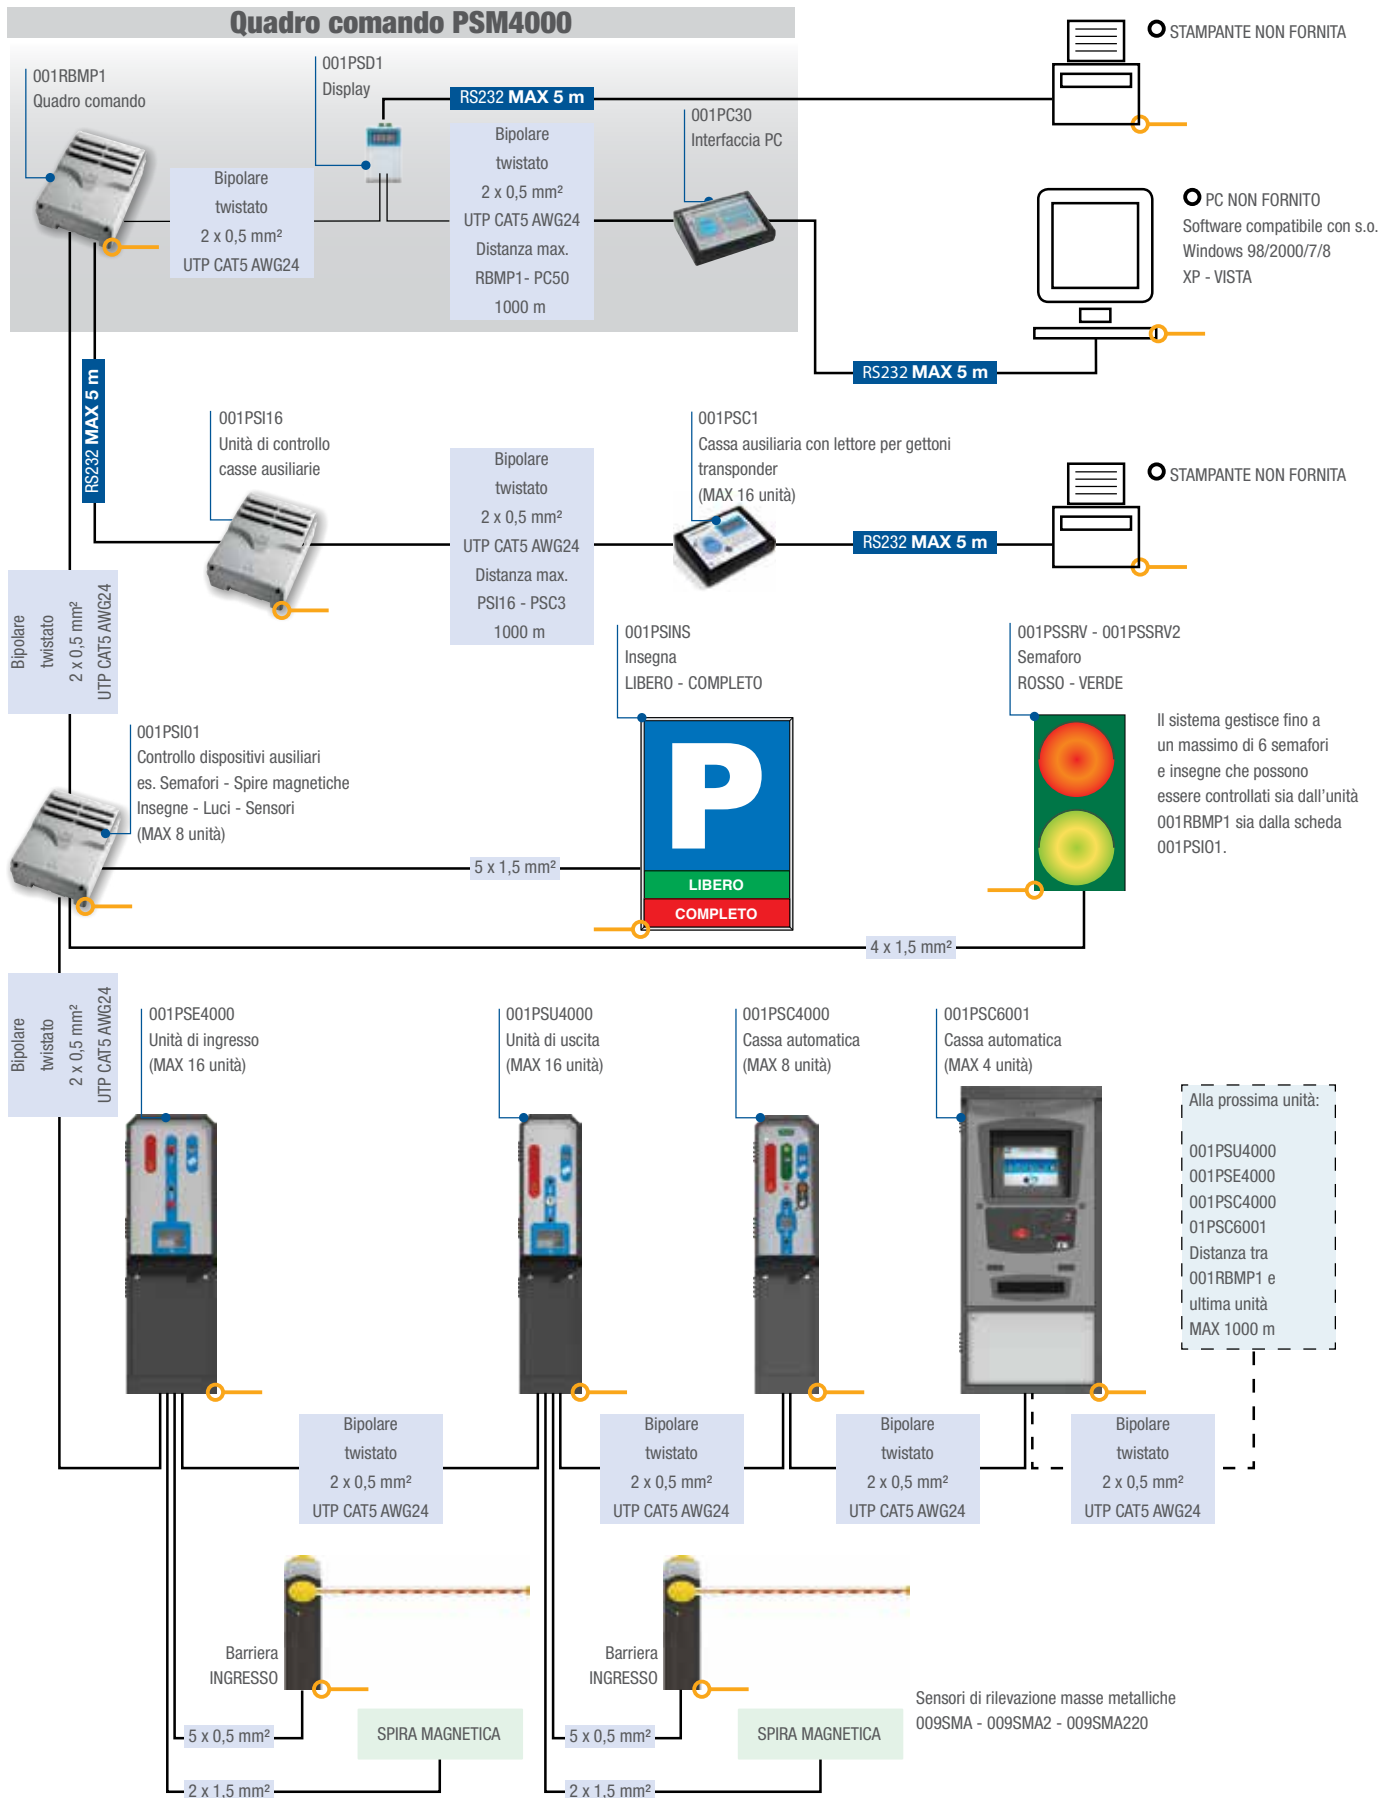 Quadro comando PSM4000
001RBMP1
Quadro comando
001PSD1
Display
RS232 MAX 5 m
STAMPANTE NON FORNITA
001PC30
Interfaccia PC
Bipolare
twistato
2 x 0,5 mm²
UTP CAT5 AWG24
Bipolare
twistato
2 x 0,5 mm²
UTP CAT5 AWG24
Distanza max.
RBMP1- PC50
1000 m
PC NON FORNITO
Software compatibile con s.o.
Windows 98/2000/7/8
XP - VISTA
RS232 MAX 5 m
RS232 MAX 5 m
001PSI16
Unità di controllo
casse ausiliarie
Bipolare
twistato
2 x 0,5 mm²
UTP CAT5 AWG24
Distanza max.
PSI16 - PSC3
1000 m
001PSC1
Cassa ausiliaria con lettore per gettoni
transponder
(MAX 16 unità)
RS232 MAX 5 m
STAMPANTE NON FORNITA
Bipolare
twistato
2 x 0,5 mm²
UTP CAT5 AWG24
001PSI01
Controllo dispositivi ausiliari
es. Semafori - Spire magnetiche
Insegne - Luci - Sensori
(MAX 8 unità)
001PSINS
Insegna
LIBERO - COMPLETO
P
LIBERO
COMPLETO
001PSSRV - 001PSSRV2
Semaforo
ROSSO - VERDE
Il sistema gestisce fino a
un massimo di 6 semafori
e insegne che possono
essere controllati sia dall'unità
001RBMP1 sia dalla scheda
001PSIO1.
5 x 1,5 mm²
4 x 1,5 mm²
Bipolare
twistato
2 x 0,5 mm²
UTP CAT5 AWG24
001PSE4000
Unità di ingresso
(MAX 16 unità)
001PSU4000
Unità di uscita
(MAX 16 unità)
001PSC4000
Cassa automatica
(MAX 8 unità)
001PSC6001
Cassa automatica
(MAX 4 unità)
Alla prossima unità:
001PSU4000
001PSE4000
001PSC4000
01PSC6001
Distanza tra
001RBMP1 e
ultima unità
MAX 1000 m
Bipolare
twistato
2 x 0,5 mm²
UTP CAT5 AWG24
Bipolare
twistato
2 x 0,5 mm²
UTP CAT5 AWG24
Bipolare
twistato
2 x 0,5 mm²
UTP CAT5 AWG24
Bipolare
twistato
2 x 0,5 mm²
UTP CAT5 AWG24
Barriera
INGRESSO
Barriera
INGRESSO
5 x 0,5 mm²
SPIRA MAGNETICA
5 x 0,5 mm²
SPIRA MAGNETICA
Sensori di rilevazione masse metalliche
009SMA - 009SMA2 - 009SMA220
2 x 1,5 mm²
2 x 1,5 mm²